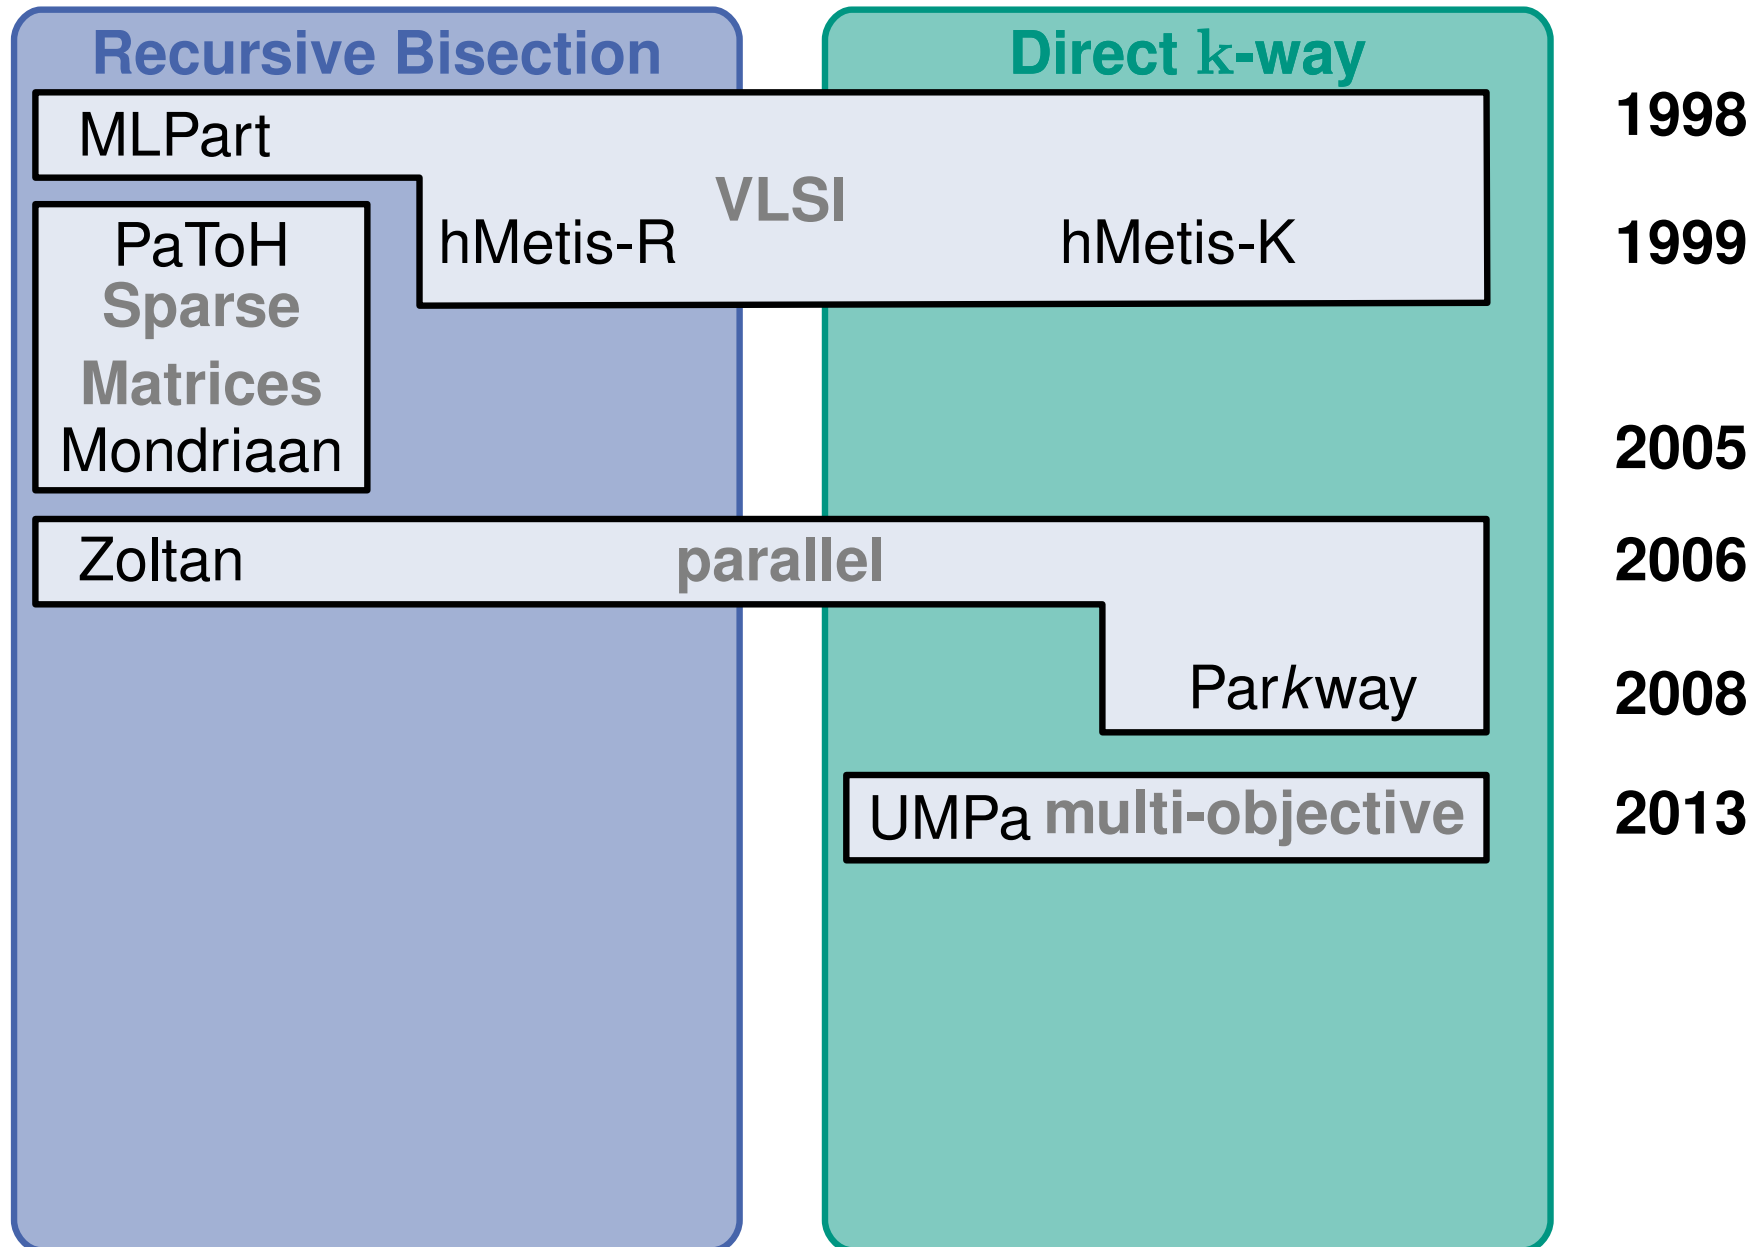 Recursive Bisection
Direct k-way
MLPart
1998
VLSI
PaToH
hMetis-R
hMetis-K
1999
Sparse
Matrices
Mondriaan
2005
Zoltan
parallel
2006
Parkway
2008
UMPa multi-objective
2013